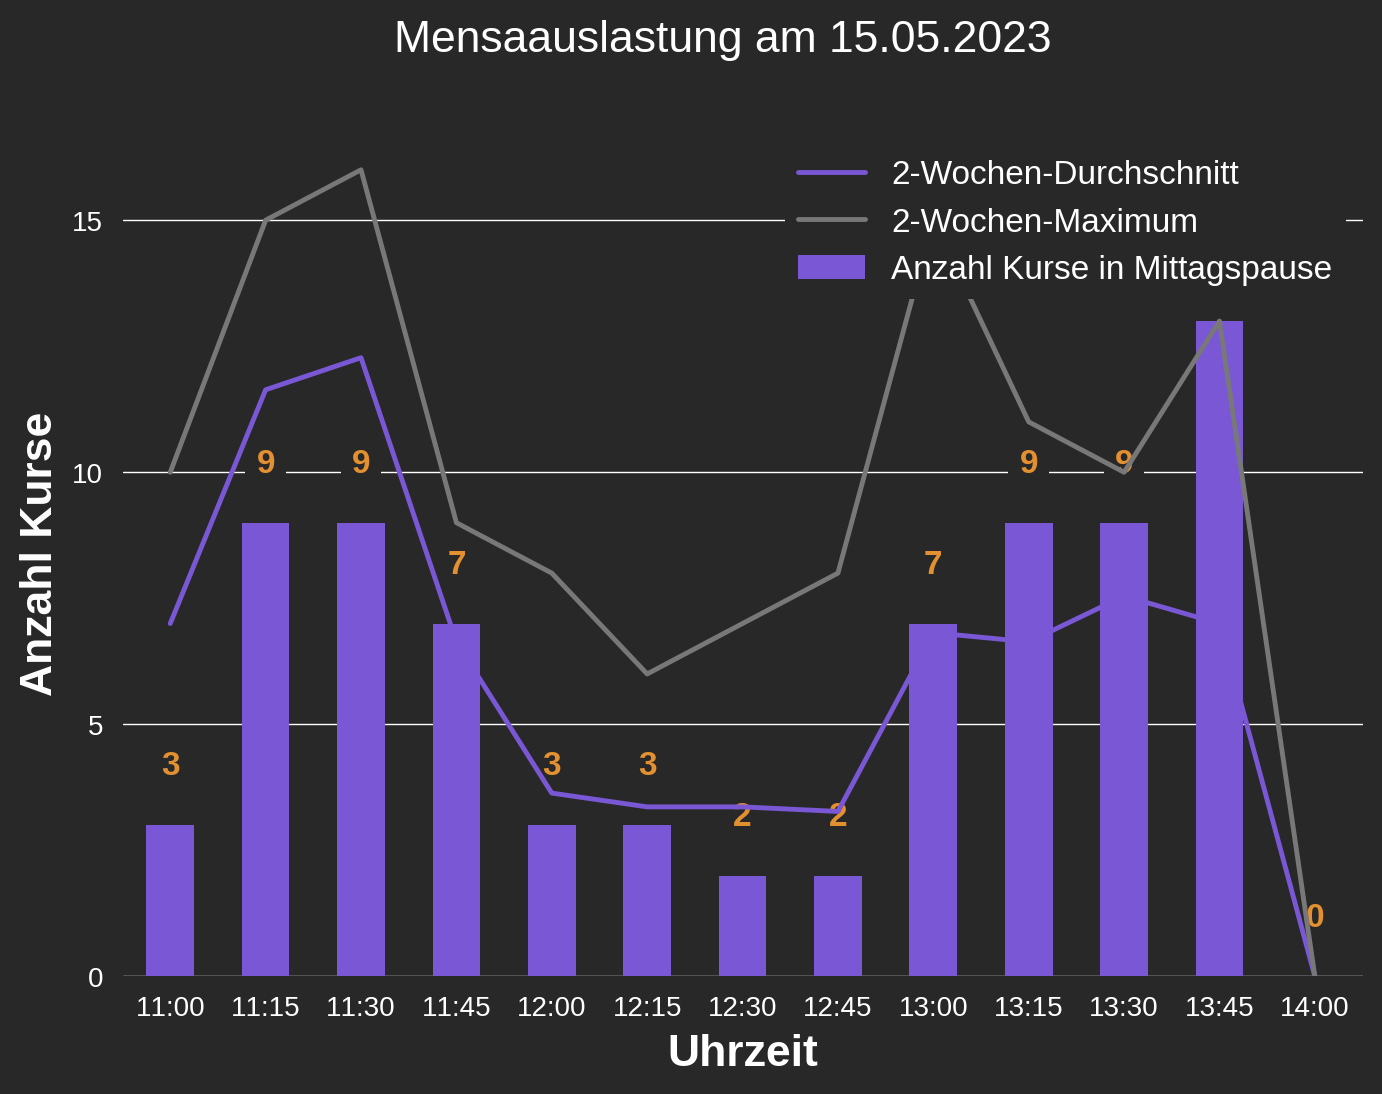 Mensaauslastung am 15.05.2023
2-Wochen-Durchschnitt
2-Wochen-Maximum
Anzahl Kurse in Mittagspause
Anzahl Kurse
15
10
5
0
3
9
9
7
3
3
2
2
7
9
9
0
11:00 11:15 11:30 11:45 12:00 12:15 12:30 12:45 13:00 13:15 13:30 13:45 14:00
Uhrzeit